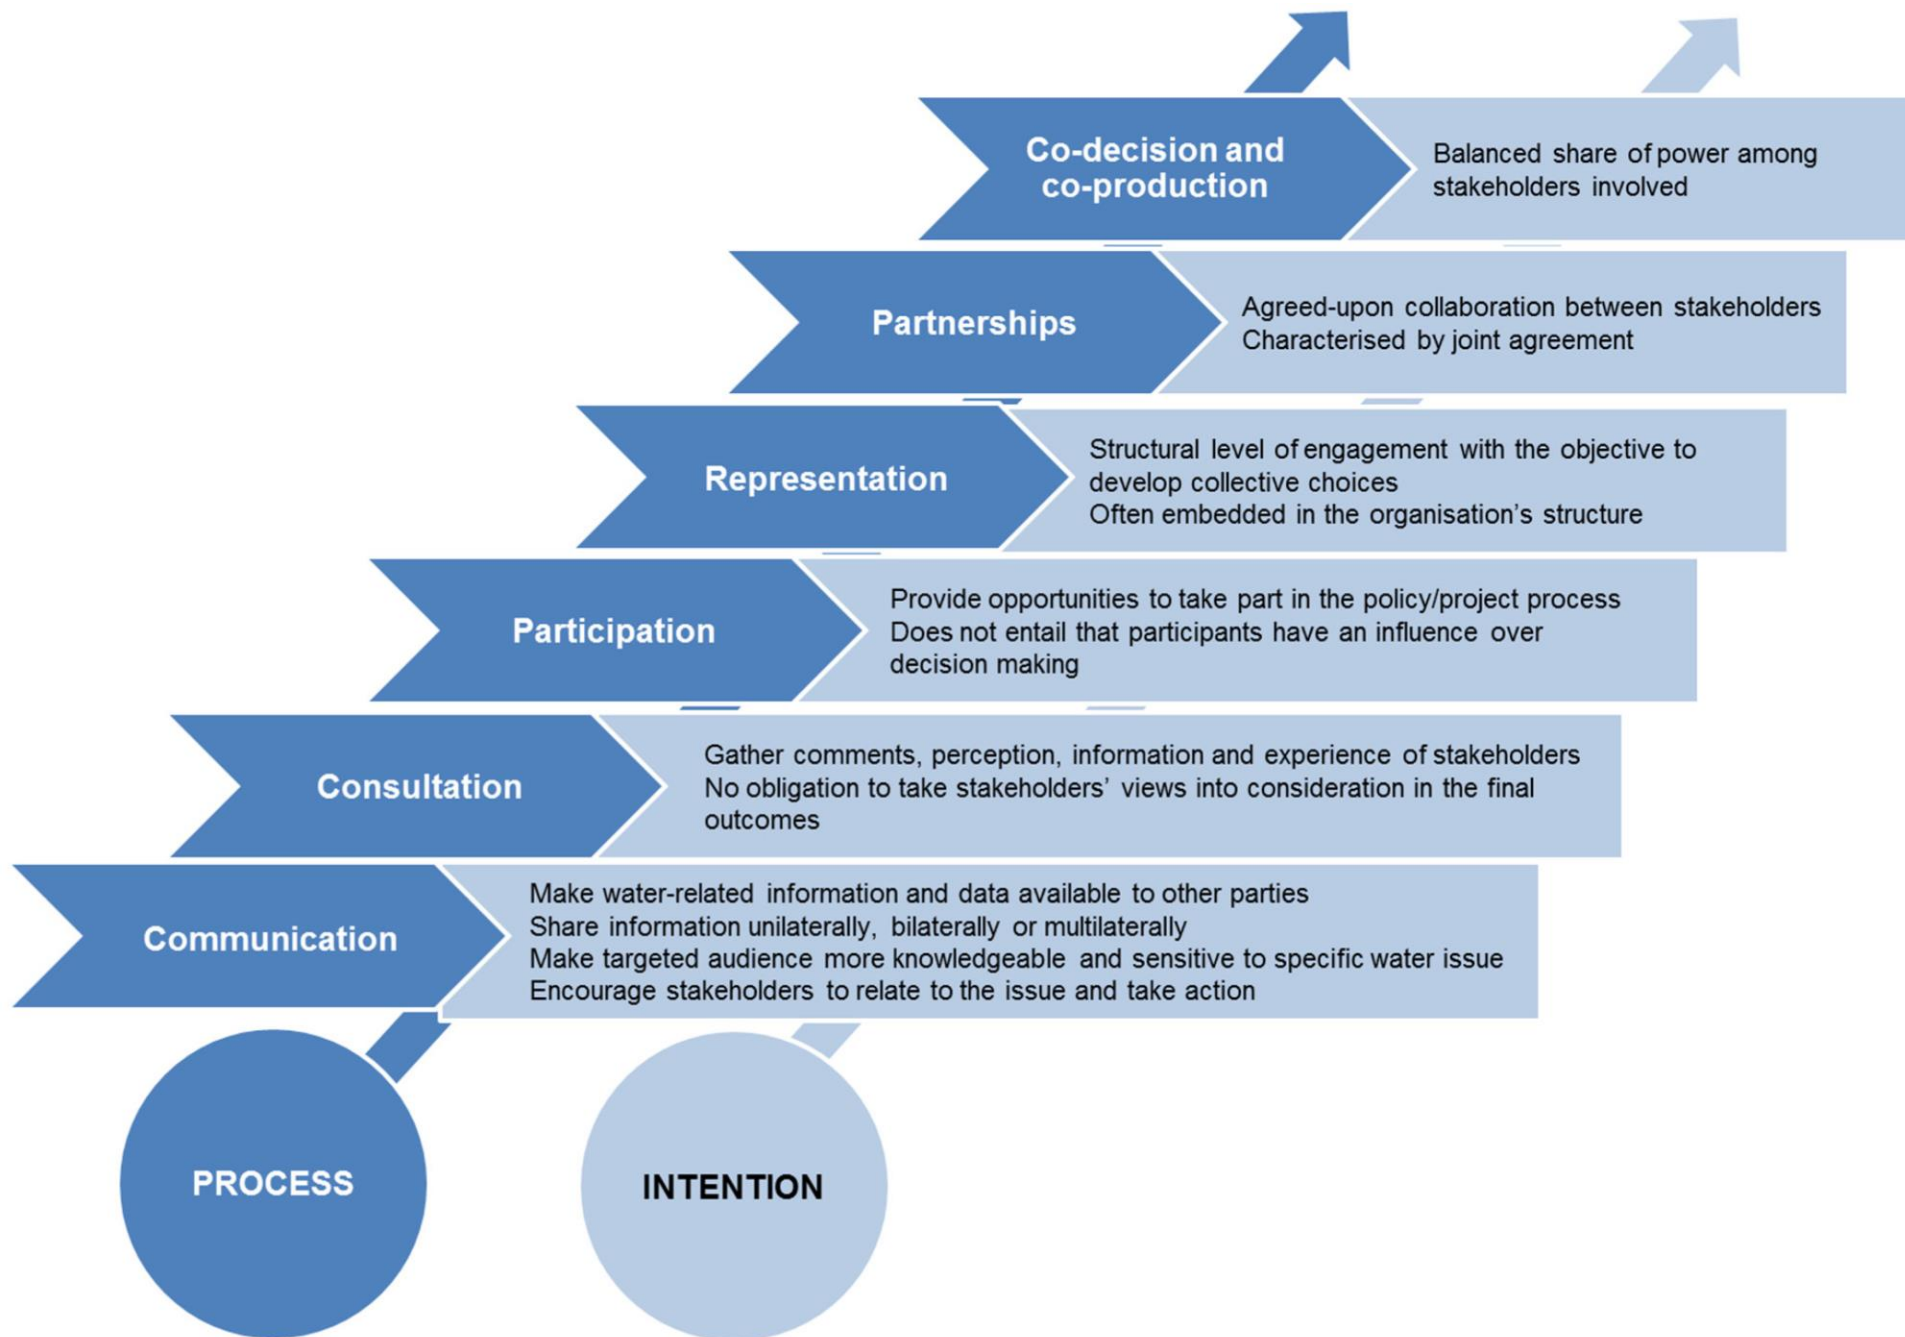 Co-decision and
co-production
Balanced share of power among
stakeholders involved
Partnerships
Agreed-upon collaboration between stakeholders
Characterised by joint agreement
Representation
Structural level of engagement with the objective to
develop collective choices
Often embedded in the organisation’s structure
Participation
Provide opportunities to take part in the policy/project process
Does not entail that participants have an influence over
decision making
Consultation
Gather comments, perception, information and experience of stakeholders
No obligation to take stakeholders’ views into consideration in the final
outcomes
Communication
Make water-related information and data available to other parties
Share information unilaterally, bilaterally or multilaterally
Make targeted audience more knowledgeable and sensitive to specific water issue
Encourage stakeholders to relate to the issue and take action
PROCESS
INTENTION